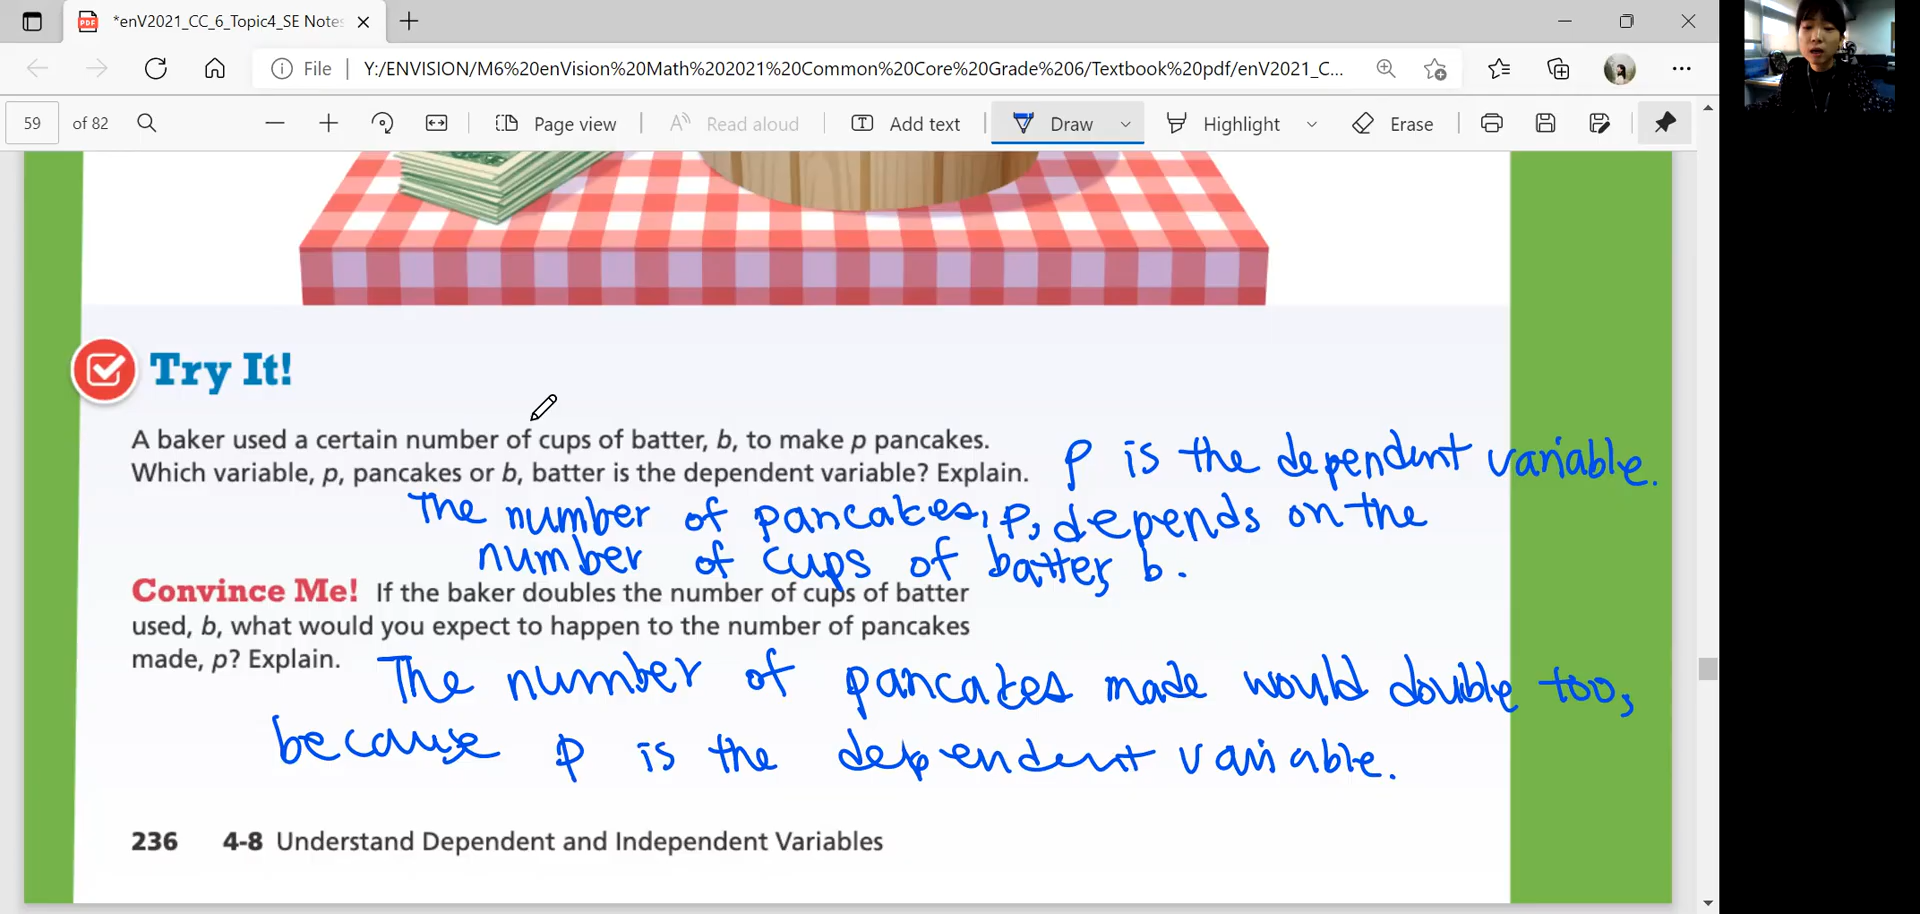 *enV2021_CC_6_Topic4_SE Notes
File
Y:/ENVISION/M6%20enVision%20Math%202021%20Common%20Core%20Grade%206/Textbook%20pdf/enV2021_C...
59 of 82
Page view
Read aloud
Add text
Draw
Highlight
Erase
Try It!
A baker used a certain number of cups of batter, b, to make p pancakes.
Which variable, p, pancakes or b, batter is the dependent variable? Explain.
p is the dependent variable.
The number of pancakes, p, depends on the
number of cups of batter, b.
Convince Me! If the baker doubles the number of cups of batter
used, b, what would you expect to happen to the number of pancakes
made, p? Explain.
The number of pancakes made would double too,
because p is the dependent variable.
236 4-8 Understand Dependent and Independent Variables